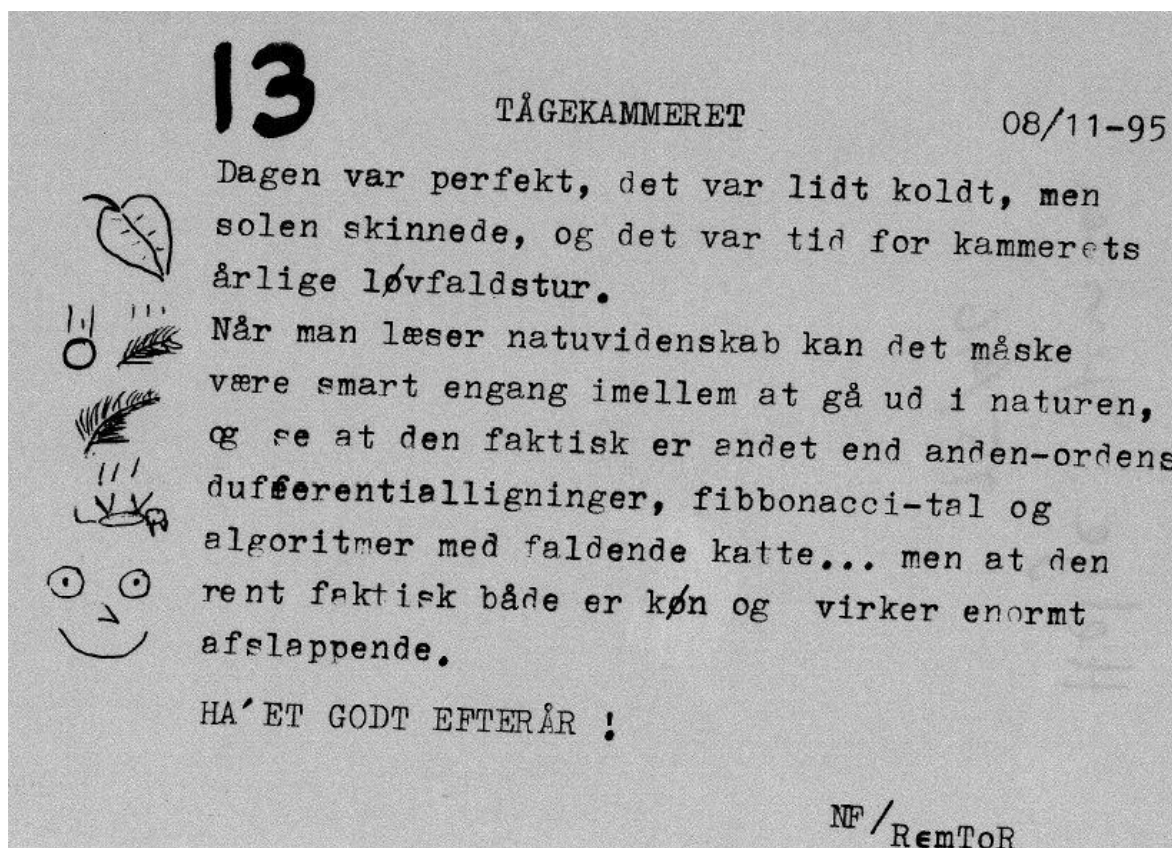 13
TÅGEKAMMERET 08/11-95
Dagen var perfekt, det var lidt koldt, men
solen skinnede, og det var tid for kammerets
årlige løvfaldstur.
Når man læser natuvidenskab kan det måske
være smart engang imellem at gå ud i naturen,
og se at den faktisk er andet end anden-ordens
dufferentialligninger, fibbonacci-tal og
algoritmer med faldende katte... men at den
rent faktisk både er køn og virker enormt
afslappende.
HA´ET GODT EFTERÅR !
NF/RemToR